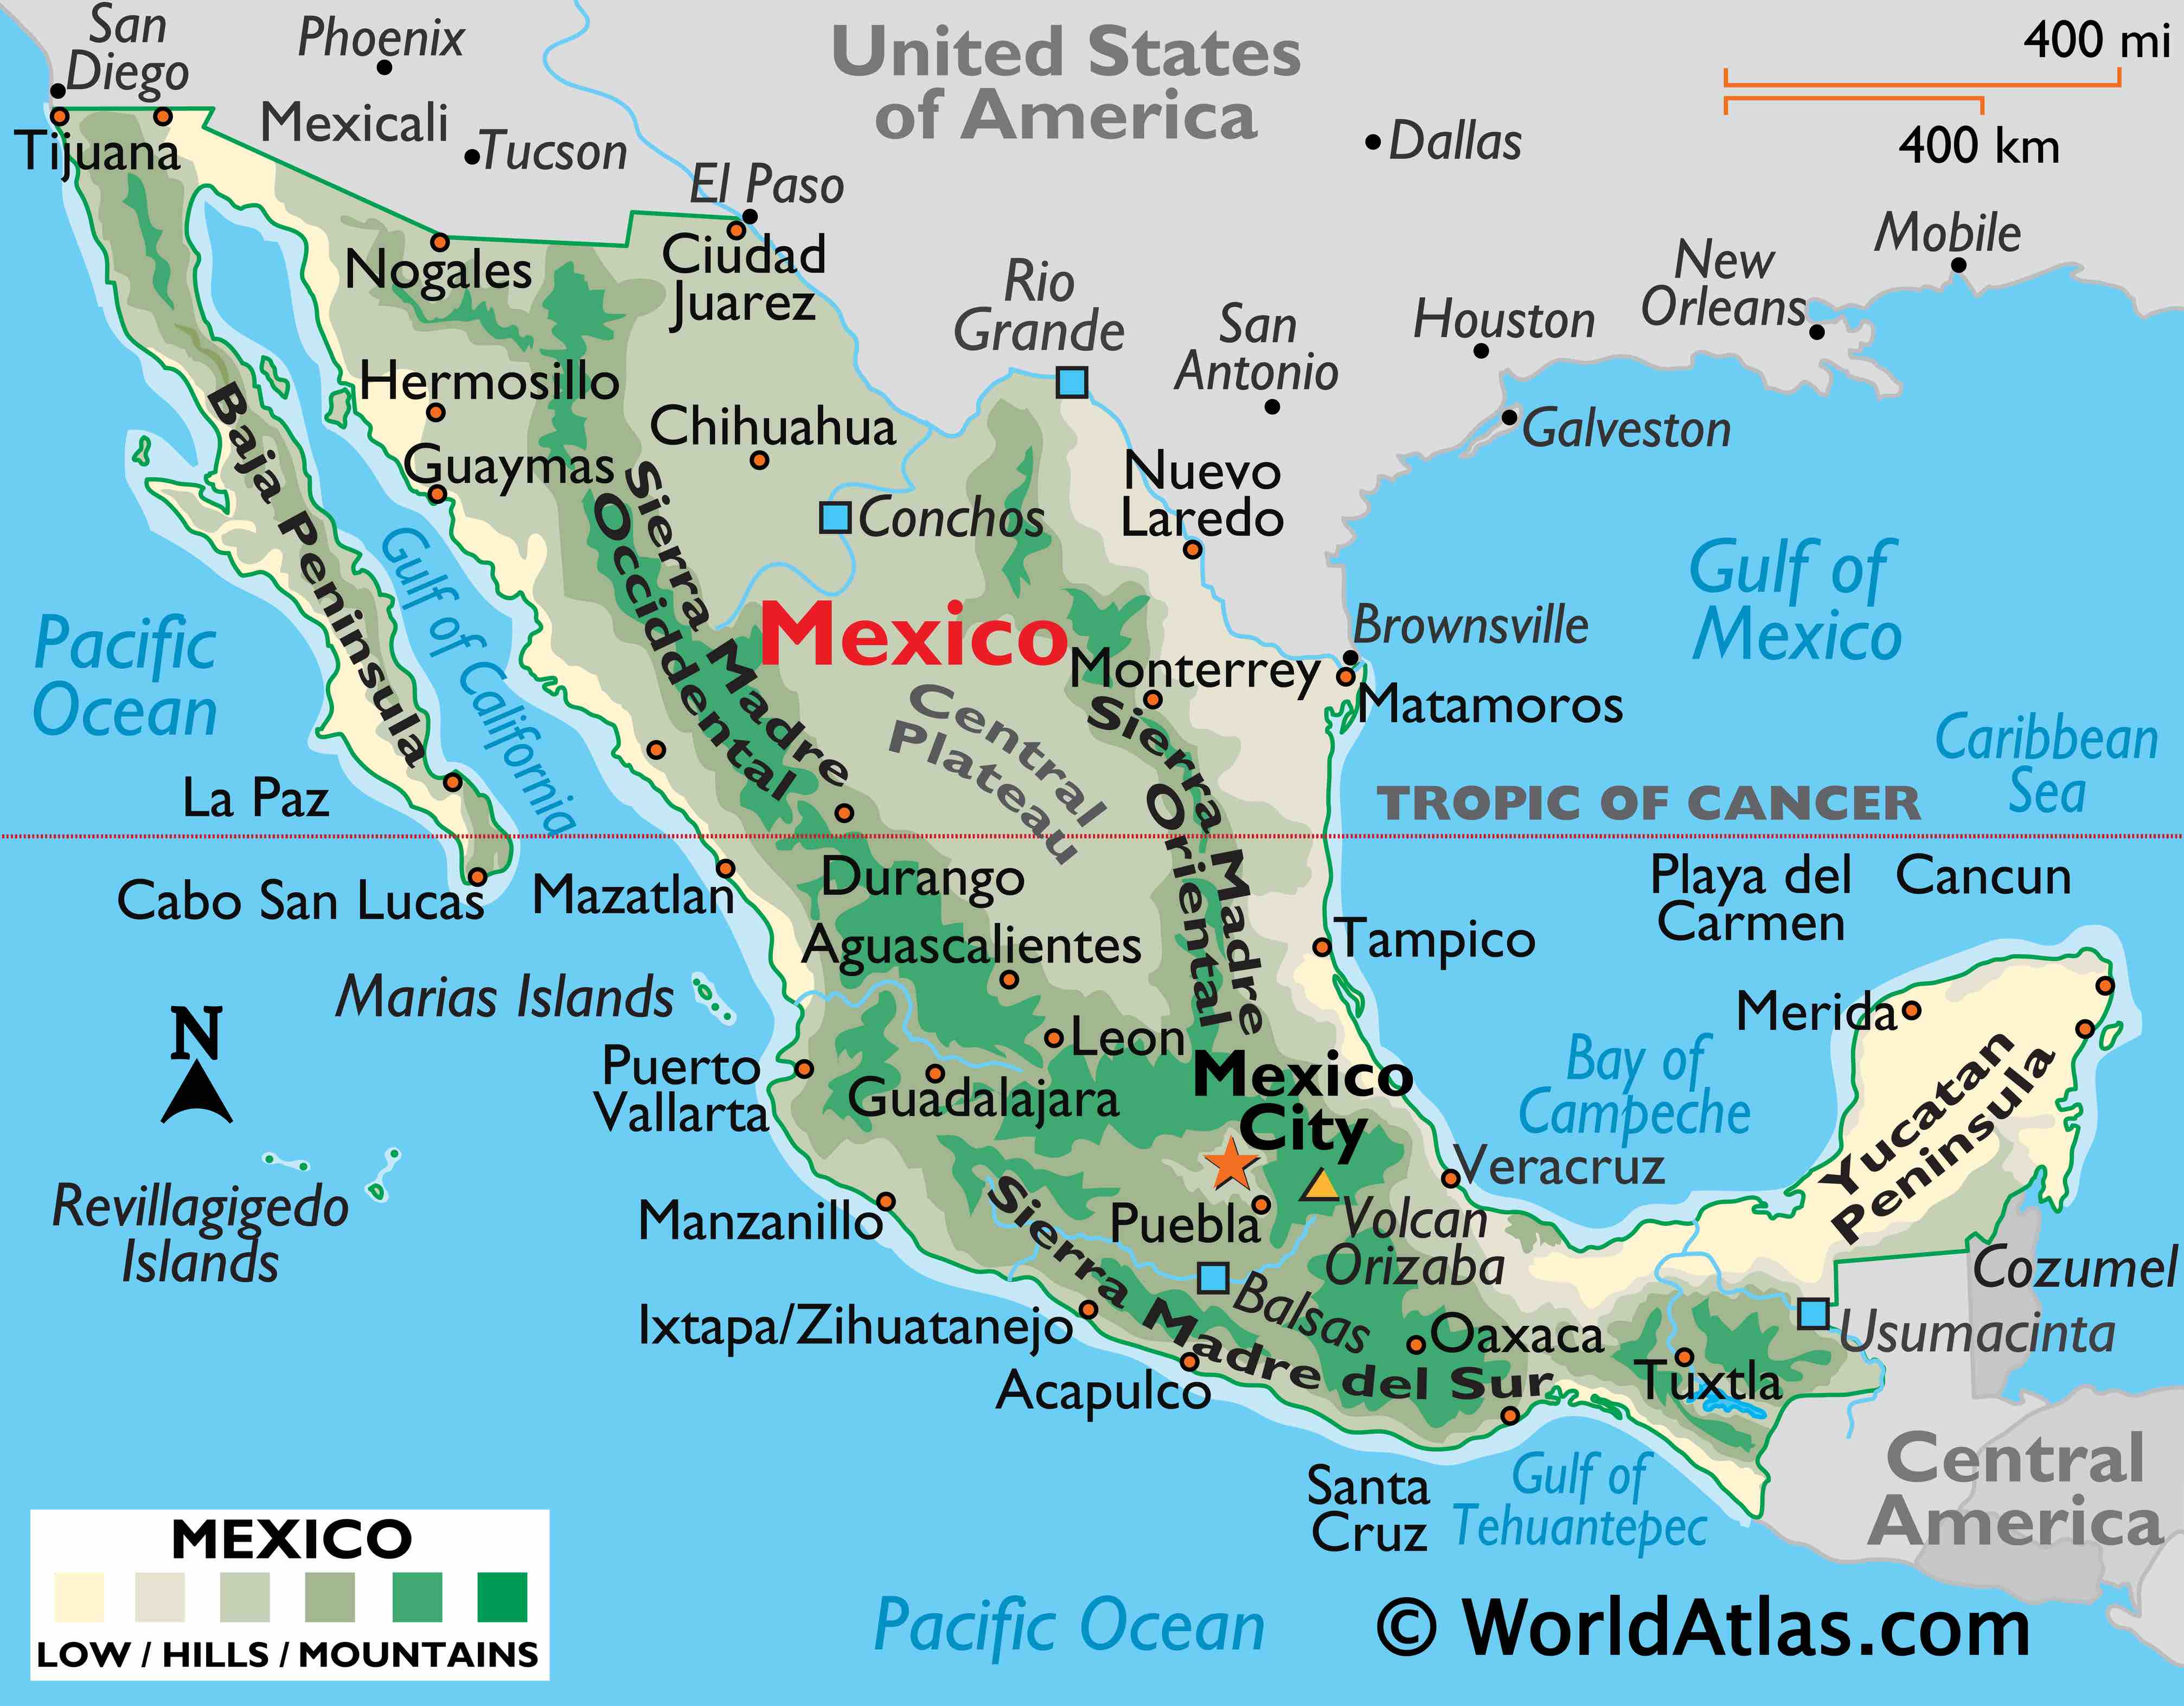 San
Diego
Phoenix
United States
of America
400 mi
400 km
Tijuana
Mexicali
Tucson
El Paso
Dallas
Ciudad
Juarez
Nogales
Rio
Grande
San
Antonio
Houston
New
Orleans
Mobile
Galveston
Hermosillo
Chihuahua
Guaymas
Conchos
Nuevo
Laredo
Baja Peninsula
Gulf of California
Sierra Madre
Occidental
Pacific
Ocean
Mexico
Gulf of
Mexico
Brownsville
Monterrey
Matamoros
Central
Plateau
Sierra Madre
Oriental
Caribbean
Sea
La Paz
TROPIC OF CANCER
Cabo San Lucas
Mazatlan
Durango
Playa del
Carmen
Cancun
Aguascalientes
Tampico
Marias Islands
N
Leon
Merida
Puerto
Vallarta
Guadalajara
Mexico
City
Bay of
Campeche
Yucatan
Peninsula
Veracruz
Revillagigedo
Islands
Manzanillo
Puebla
Volcan
Orizaba
Sierra Madre del Sur
Balsas
Cozumel
Ixtapa/Zihuatanejo
Oaxaca
Usumacinta
Acapulco
Tuxtla
Santa
Cruz
Gulf of
Tehuantepec
Central
America
MEXICO
LOW / HILLS / MOUNTAINS
Pacific Ocean
© WorldAtlas.com